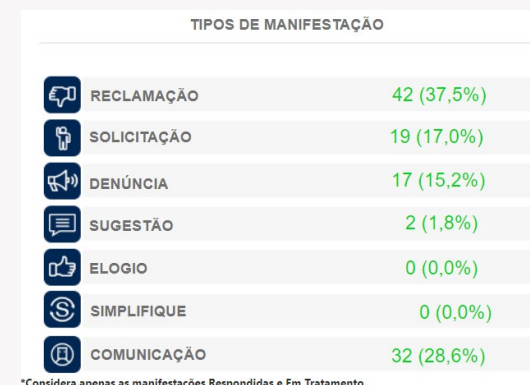 TIPOS DE MANIFESTAÇÃO
RECLAMAÇÃO 42 (37,5%)
SOLICITAÇÃO 19 (17,0%)
DENÚNCIA 17 (15,2%)
SUGESTÃO 2 (1,8%)
ELOGIO 0 (0,0%)
SIMPLIFIQUE 0 (0,0%)
COMUNICAÇÃO 32 (28,6%)
*Considera apenas as manifestações Respondidas e Em Tratamento